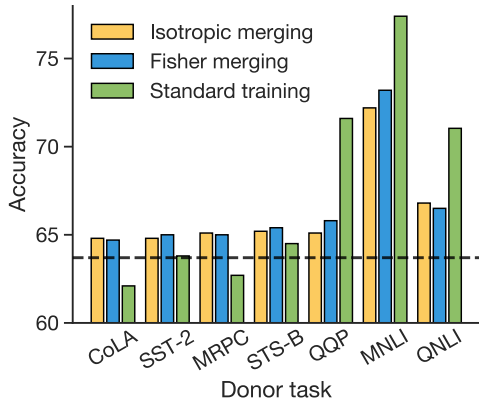 Isotropic merging
Fisher merging
Standard training
Accuracy
75
70
65
60
CoLA
SST-2
MRPC
STS-B
QQP
MNLI
QNLI
Donor task